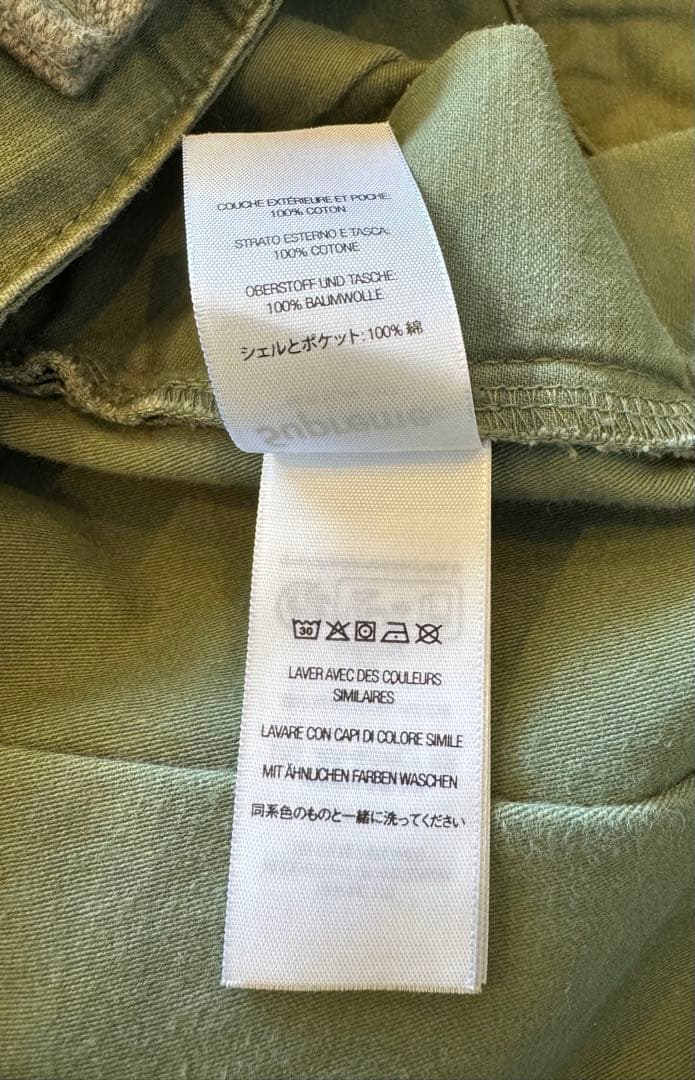 COUCHE EXTÉRIEURE ET POCHE:
100% COTON
STRATO ESTERNO E TASCA:
100% COTONE
OBERSTOFF UND TASCHE:
100% BAUMWOLLE
シェルとポケット:100% 綿
Supreme
30
LAVER AVEC DES COULEURS
SIMILAIRES
LAVARE CON CAPI DI COLORE SIMILE
MIT ÄHNLICHEN FARBEN WASCHEN
同系色のものと一緒に洗ってください